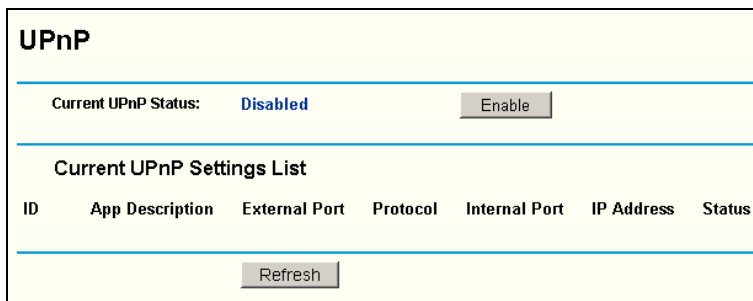 UPnP
Current UPnP Status: Disabled Enable
Current UPnP Settings List
ID App Description External Port Protocol Internal Port IP Address Status
Refresh